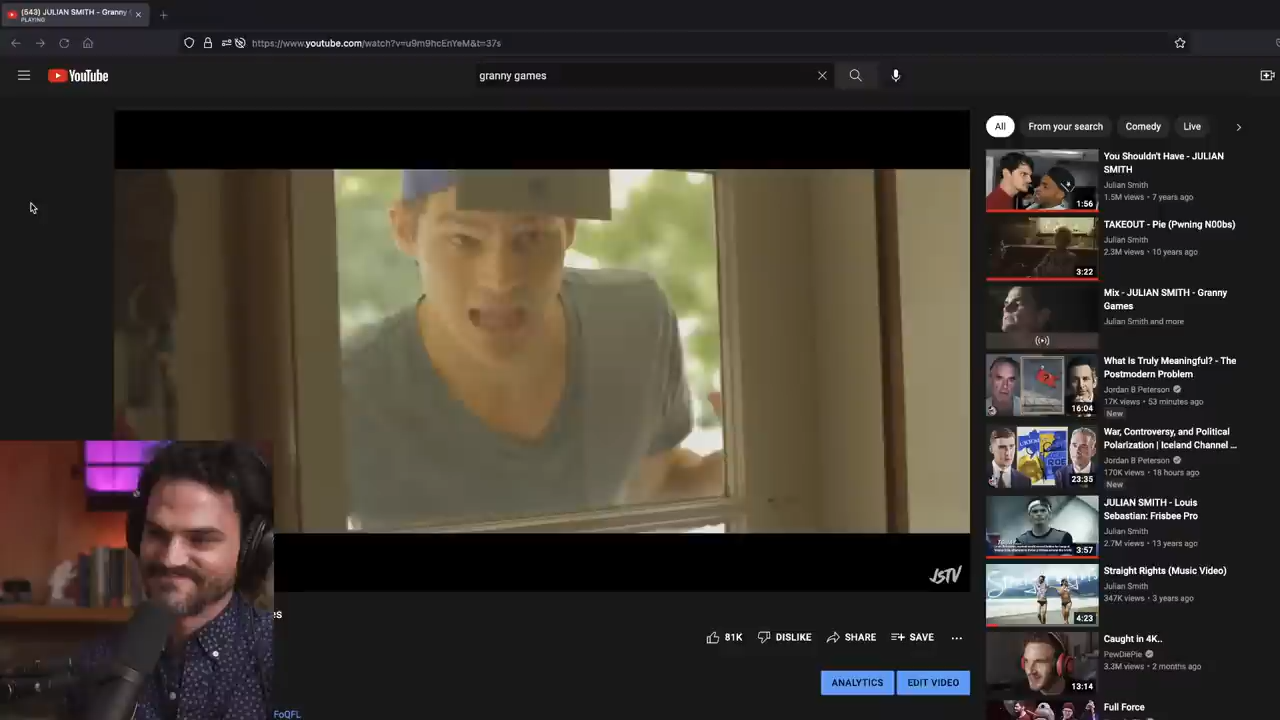 (543) JULIAN SMITH - Granny
PLAYING
https://www.youtube.com/watch?v=u9m9hcEnYeM&t=37s
YouTube
granny games
All
From your search
Comedy
Live
You Shouldn't Have - JULIAN
SMITH
Julian Smith
1.5M views • 7 years ago
1:56
TAKEOUT - Pie (Pwning N00bs)
Julian Smith
2.3M views • 10 years ago
3:22
Mix - JULIAN SMITH - Granny
Games
Julian Smith and more
What Is Truly Meaningful? - The
Postmodern Problem
Jordan B Peterson
17K views • 53 minutes ago
New
16:04
War, Controversy, and Political
Polarization | Iceland Channel ...
Jordan B Peterson
170K views • 18 hours ago
New
23:35
JULIAN SMITH - Louis
Sebastian: Frisbee Pro
Julian Smith
2.7M views • 13 years ago
3:57
Straight Rights (Music Video)
Julian Smith
347K views • 3 years ago
4:23
Caught in 4K..
PewDiePie
3.3M views • 2 months ago
13:14
Full Force
JSTV
es
81K
DISLIKE
SHARE
SAVE
ANALYTICS
EDIT VIDEO
FoQFL